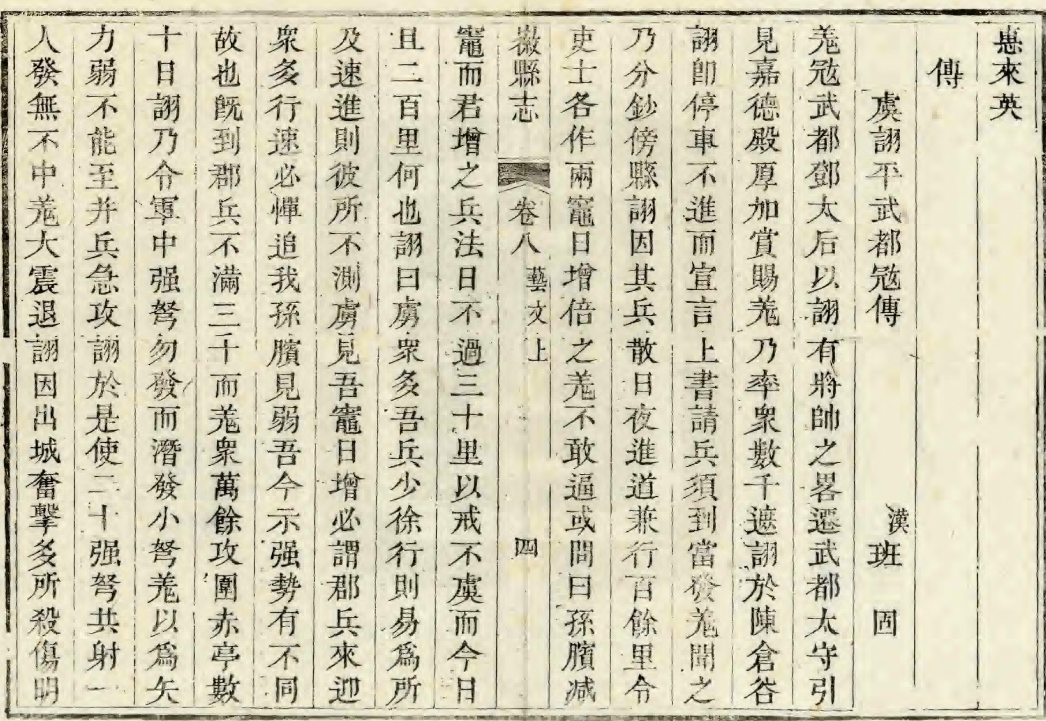 惠來英
傳
虞詡平武都𡨥傳 漢班固
羌𡨥武都鄧太后以詡有將帥之畧遷武都太守引
見嘉德殿厚加賞賜羌乃率衆數千遮詡於陳倉谷
詡卽停車不進而宣言上書請兵須到當發羌聞之
乃分鈔傍縣詡因其兵散日夜進道兼行百餘里令
吏士各作兩竈日增倍之羌不敢逼或問曰孫臏减
徽縣志 卷八 藝文上 四
竈而君增之兵法日不過三十里以戒不虞而今日
且二百里何也詡曰虜衆多吾兵少徐行則易爲所
及速進則彼所不測虜見吾竈日增必謂郡兵來迎
衆多行速必憚追我孫臏見弱吾今示强勢有不同
故也旣到郡兵不滿三千而羌衆萬餘攻圍赤亭數
十日詡乃令軍中强弩勿發而潛發小弩羌以爲矢
力弱不能至并兵急攻詡於是使二十强弩共射一
人發無不中羌大震退詡因出城奮擊多所殺傷明